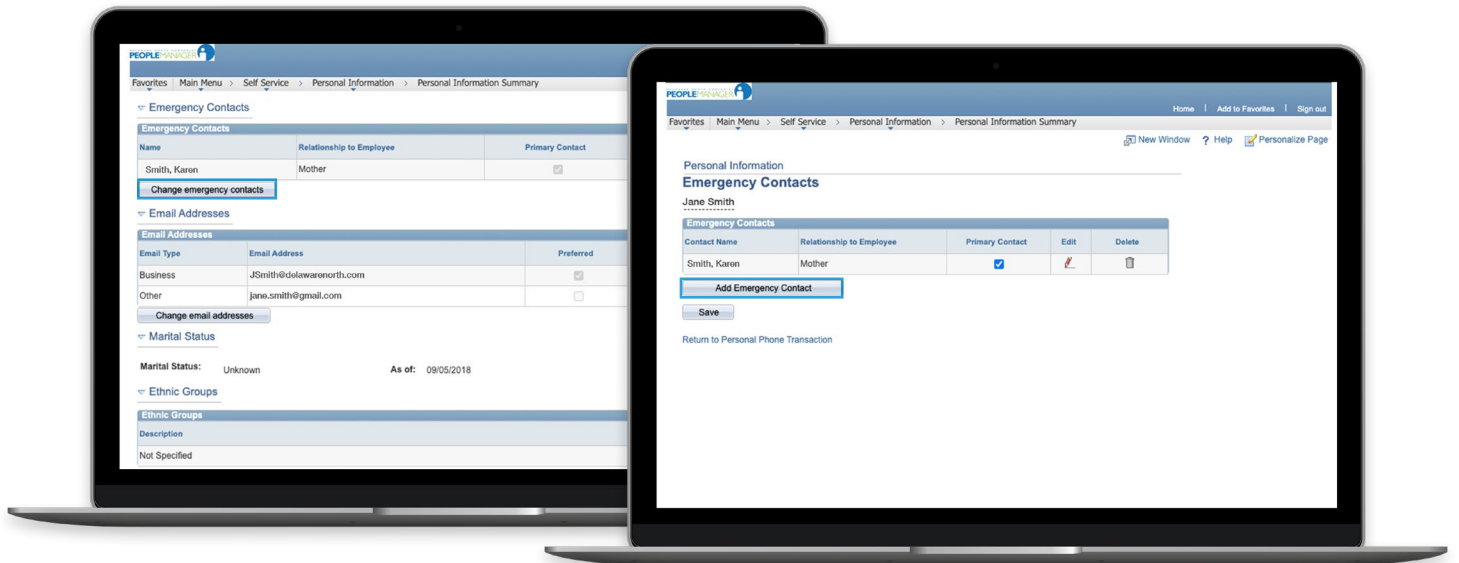 PEOPLEMANAGER
Favorites Main Menu > Self Service > Personal Information > Personal Information Summary
Emergency Contacts
Emergency Contacts
Name Relationship to Employee Primary Contact
Smith, Karen Mother
Change emergency contacts
Email Addresses
Email Addresses
Email Type Email Address Preferred
Business JSmith@delawarenorth.com
Other jane.smith@gmail.com
Change email addresses
Marital Status
Marital Status: Unknown As of: 09/05/2018
Ethnic Groups
Ethnic Groups
Description
Not Specified
PEOPLEMANAGER
Home | Add to Favorites | Sign out
Favorites Main Menu > Self Service > Personal Information > Personal Information Summary
New Window ? Help Personalize Page
Personal Information
Emergency Contacts
Jane Smith
Emergency Contacts
Contact Name Relationship to Employee Primary Contact Edit Delete
Smith, Karen Mother
Add Emergency Contact
Save
Return to Personal Phone Transaction